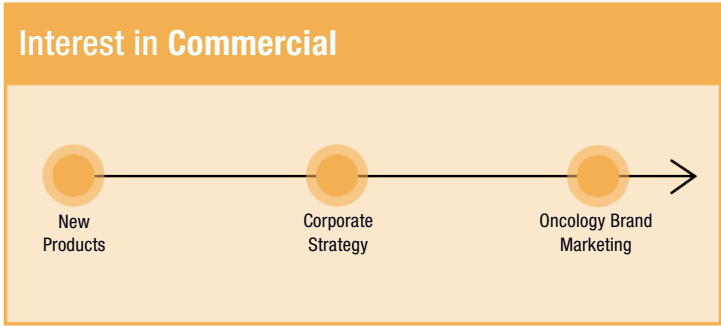 Interest in Commercial
New
Products
Corporate
Strategy
Oncology Brand
Marketing